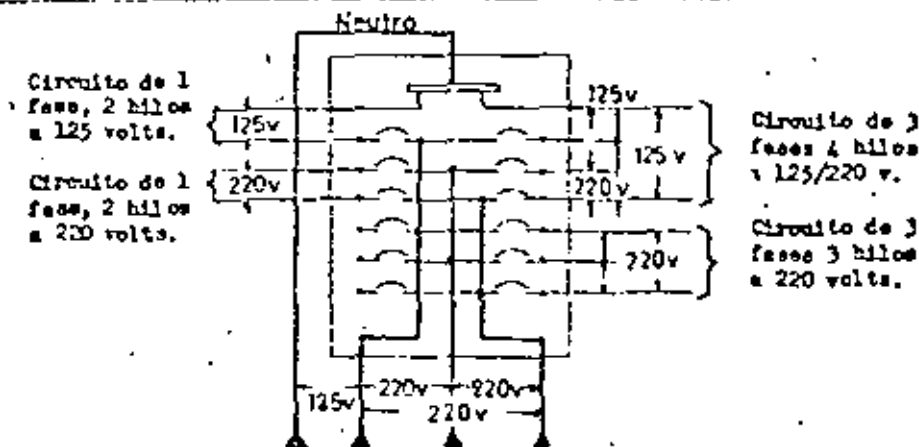 Neutro
Circuito de 1
fase, 2 hilos
a 125 volts.
125v
Circuito de 1
fase, 2 hilos
a 220 volts.
220v
125v
125 v
220v
Circuito de 3
fases 4 hilos
a 125/220 v.
220v
Circuito de 3
fases 3 hilos
a 220 volts.
125v
220v
220v
220v